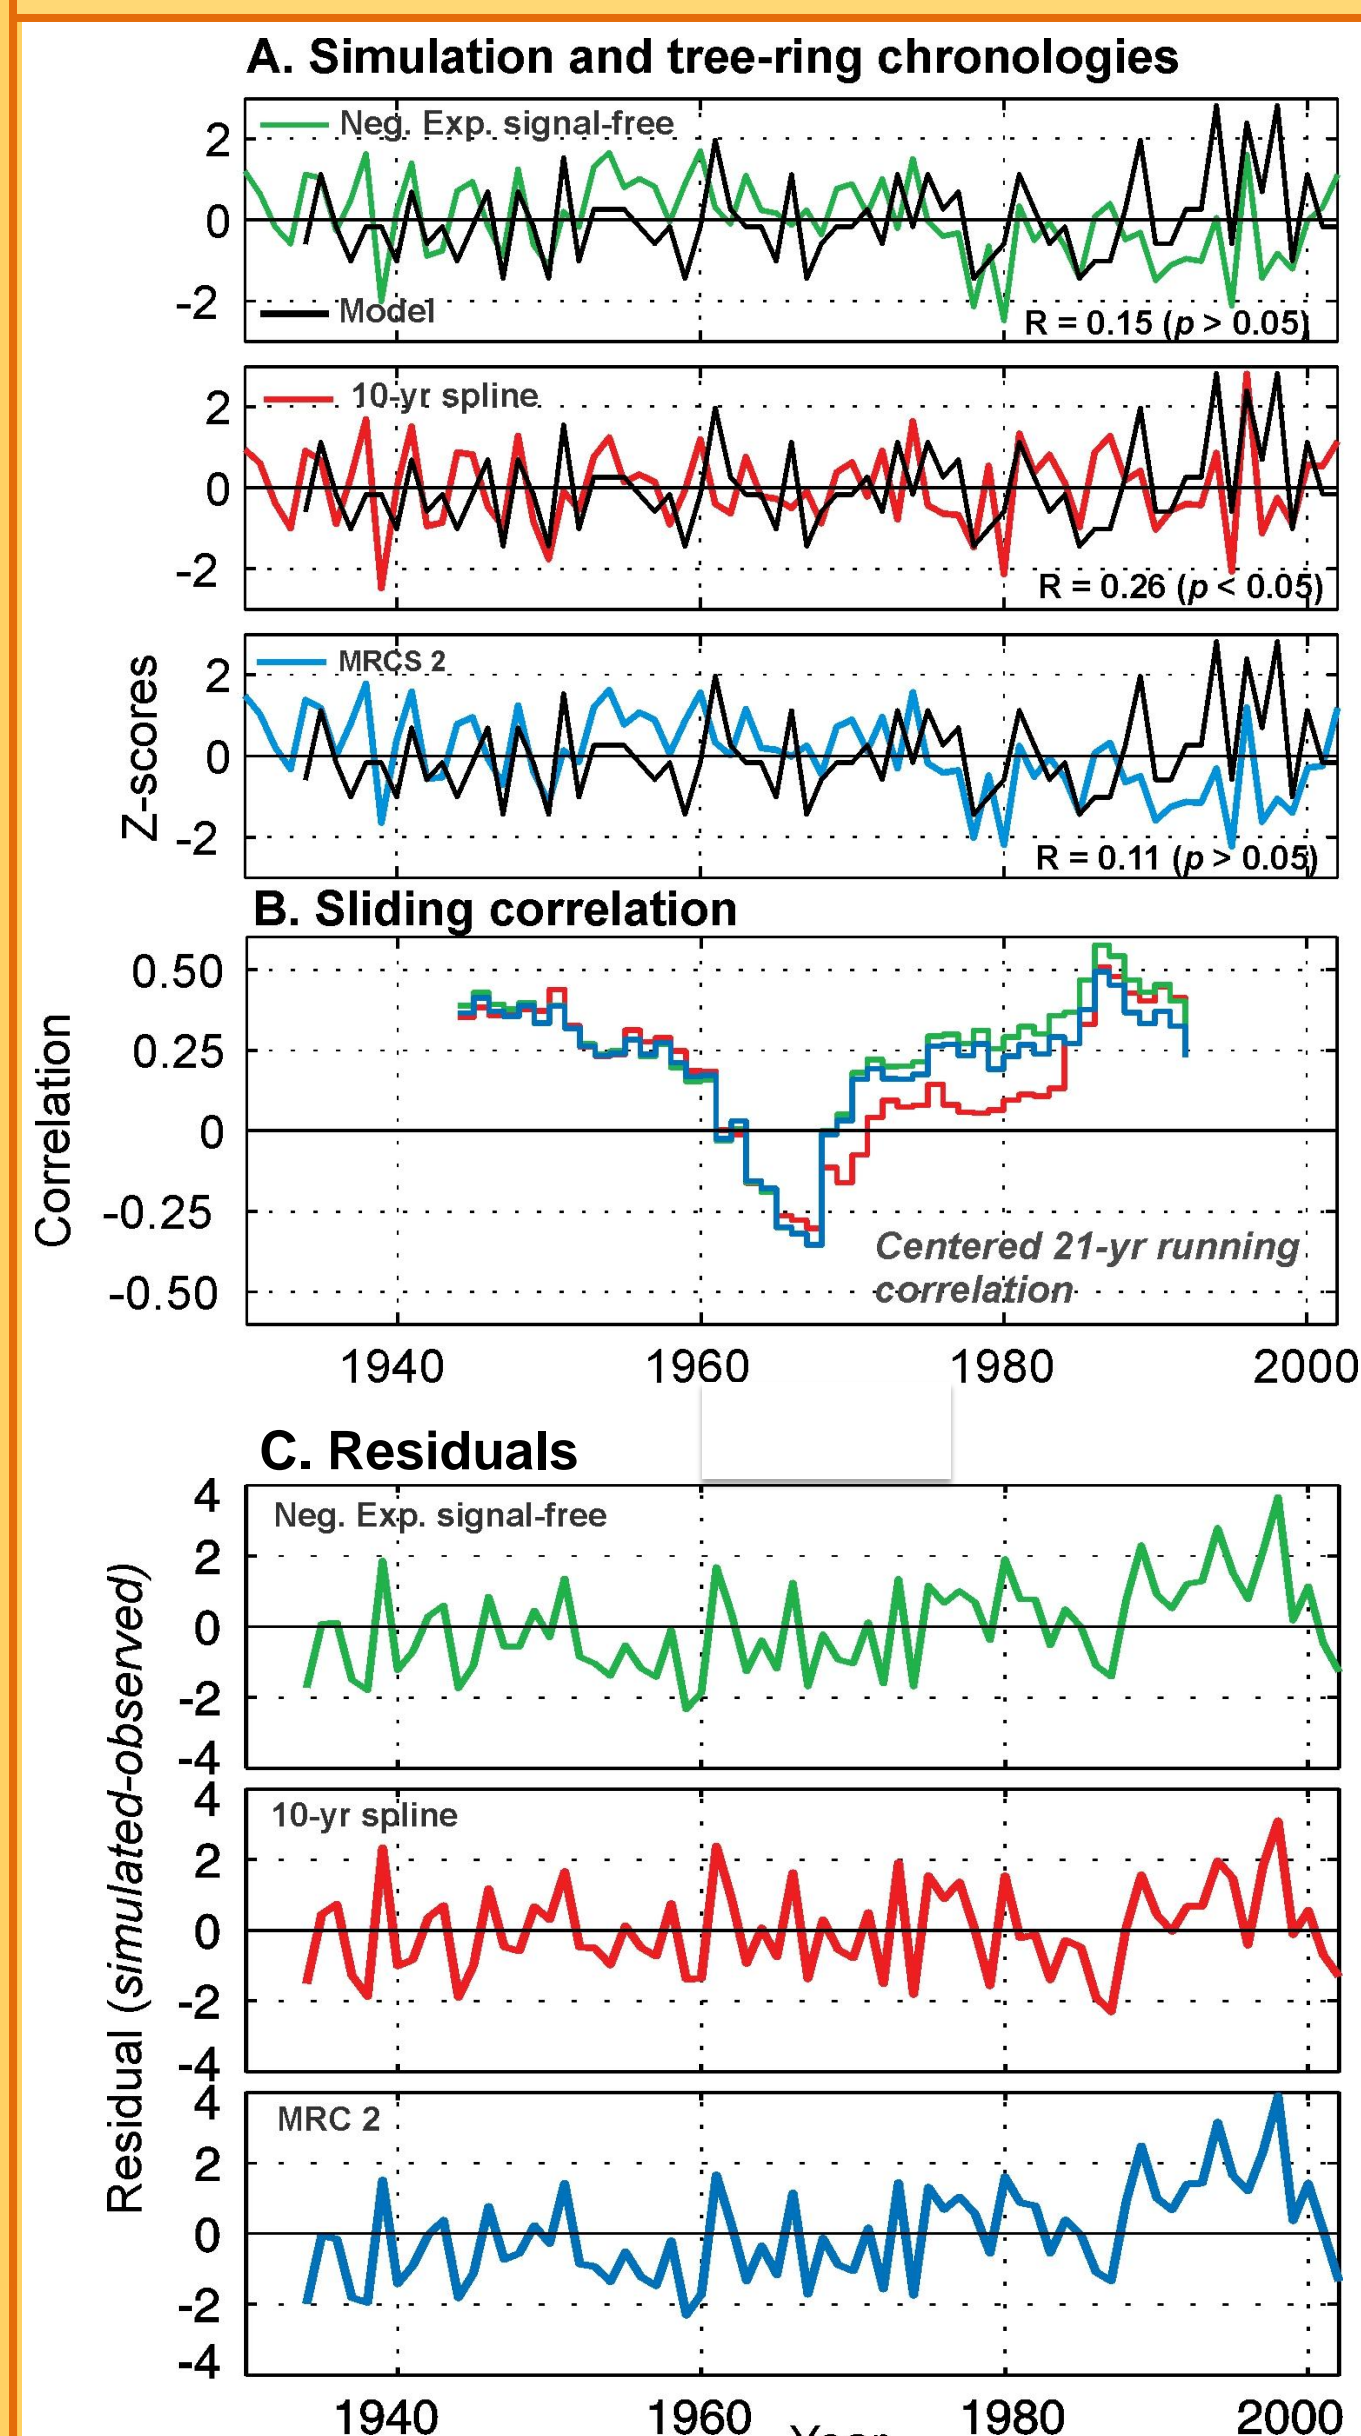 A. Simulation and tree-ring chronologies
Neg. Exp. signal-free
2
0
-2
Model
R = 0.15 (p > 0.05)
10-yr spline
2
0
-2
R = 0.26 (p < 0.05)
MRCS 2
2
0
-2
Z-scores
R = 0.11 (p > 0.05)
B. Sliding correlation
0.50
0.25
0
-0.25
-0.50
Correlation
Centered 21-yr running
correlation
1940 1960 1980 2000
C. Residuals
4
Neg. Exp. signal-free
2
0
-2
-4
4
10-yr spline
2
0
-2
-4
Residual (simulated-observed)
4
MRC 2
2
0
-2
-4
1940 1960 1980 2000
Year